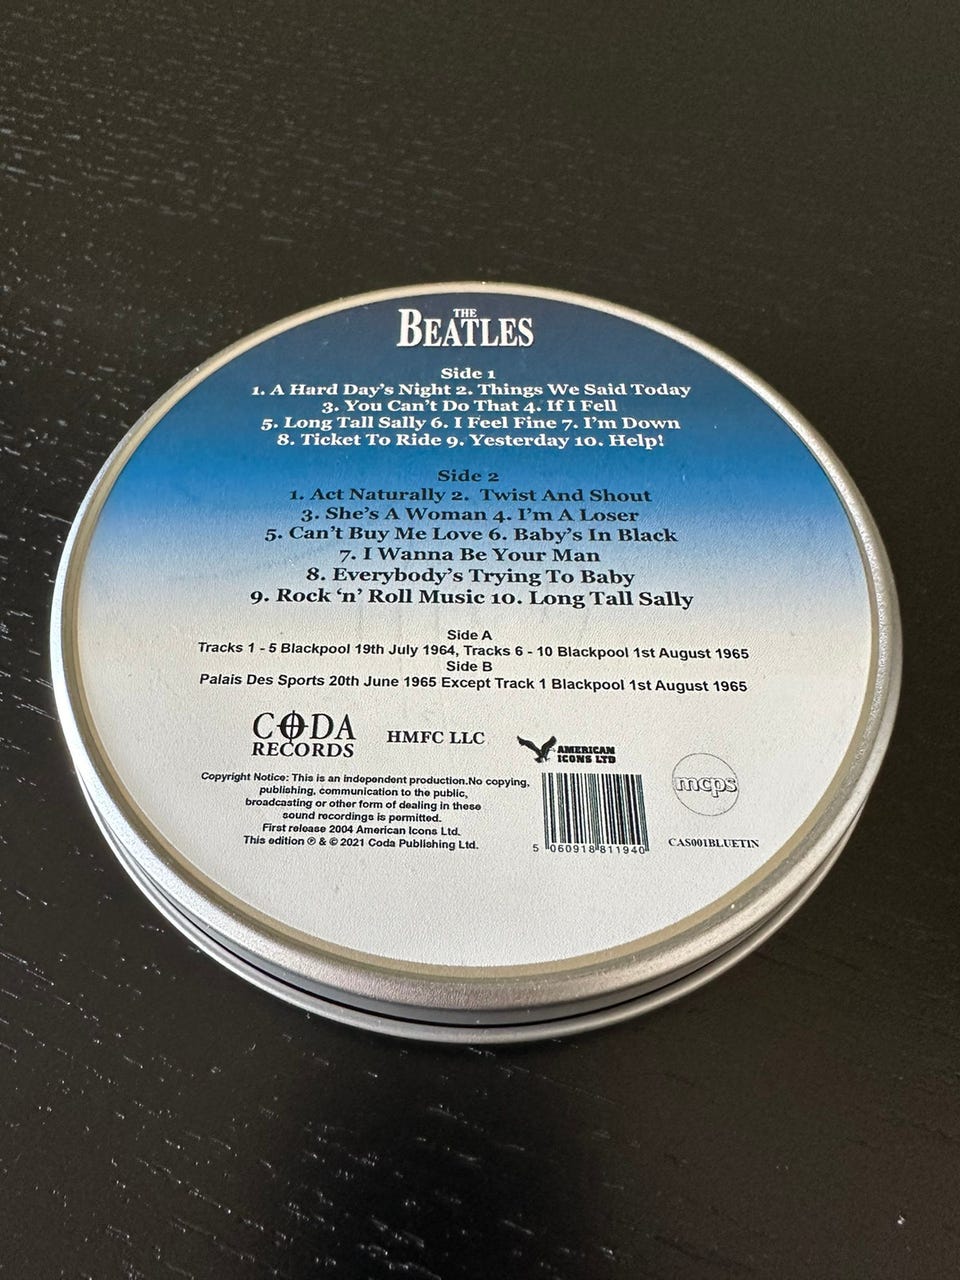 THE
BEATLES
Side 1
1. A Hard Day's Night 2. Things We Said Today
3. You Can't Do That 4. If I Fell
5. Long Tall Sally 6. I Feel Fine 7. I'm Down
8. Ticket To Ride 9. Yesterday 10. Help!
Side 2
1. Act Naturally 2. Twist And Shout
3. She's A Woman 4. I'm A Loser
5. Can't Buy Me Love 6. Baby's In Black
7. I Wanna Be Your Man
8. Everybody's Trying To Baby
9. Rock 'n' Roll Music 10. Long Tall Sally
Side A
Tracks 1 - 5 Blackpool 19th July 1964, Tracks 6 - 10 Blackpool 1st August 1965
Side B
Palais Des Sports 20th June 1965 Except Track 1 Blackpool 1st August 1965
CODA
RECORDS
HMFC LLC
AMERICAN
ICONS LTD
mcps
Copyright Notice: This is an independent production.No copying,
publishing, communication to the public,
broadcasting or other form of dealing in these
sound recordings is permitted.
First release 2004 American Icons Ltd.
This edition ℗ & © 2021 Coda Publishing Ltd.
5 060918 811940
CAS001BLUETIN